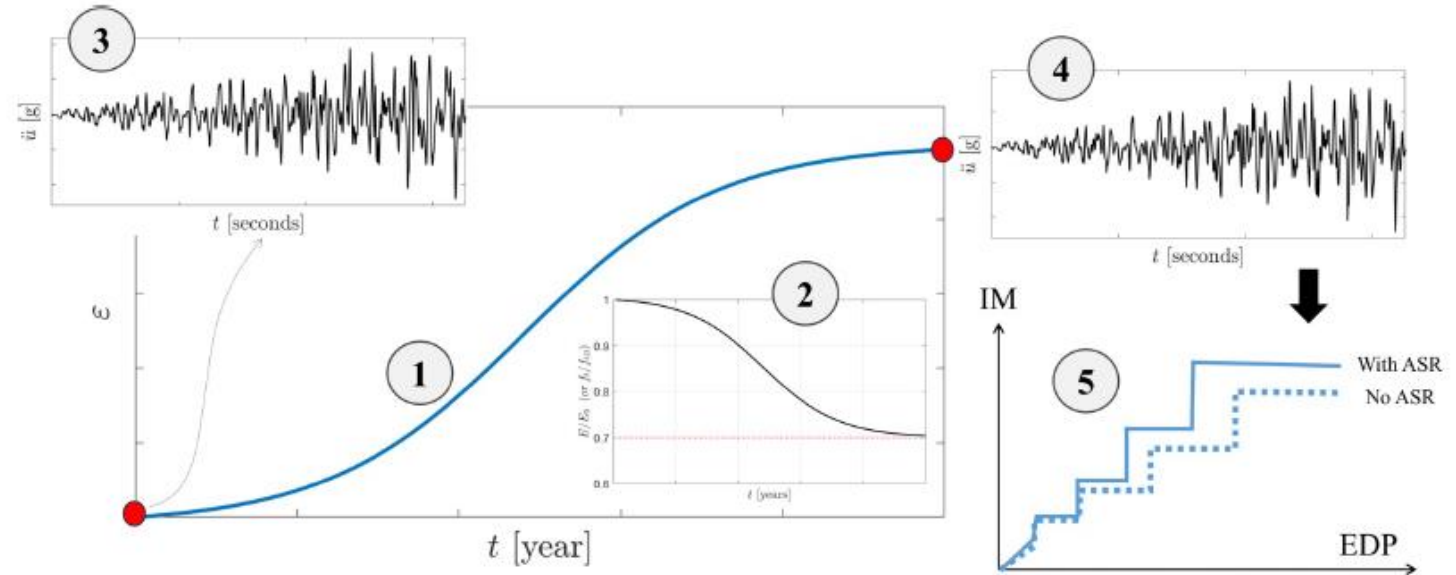 3
ü [g]
t [seconds]
4
ü [g]
t [seconds]
ε
1
2
1
0.9
0.8
0.7
0.6
E/E₀ (or fₜ/fₜ₀)
t [years]
t [year]
IM
5
With ASR
No ASR
EDP